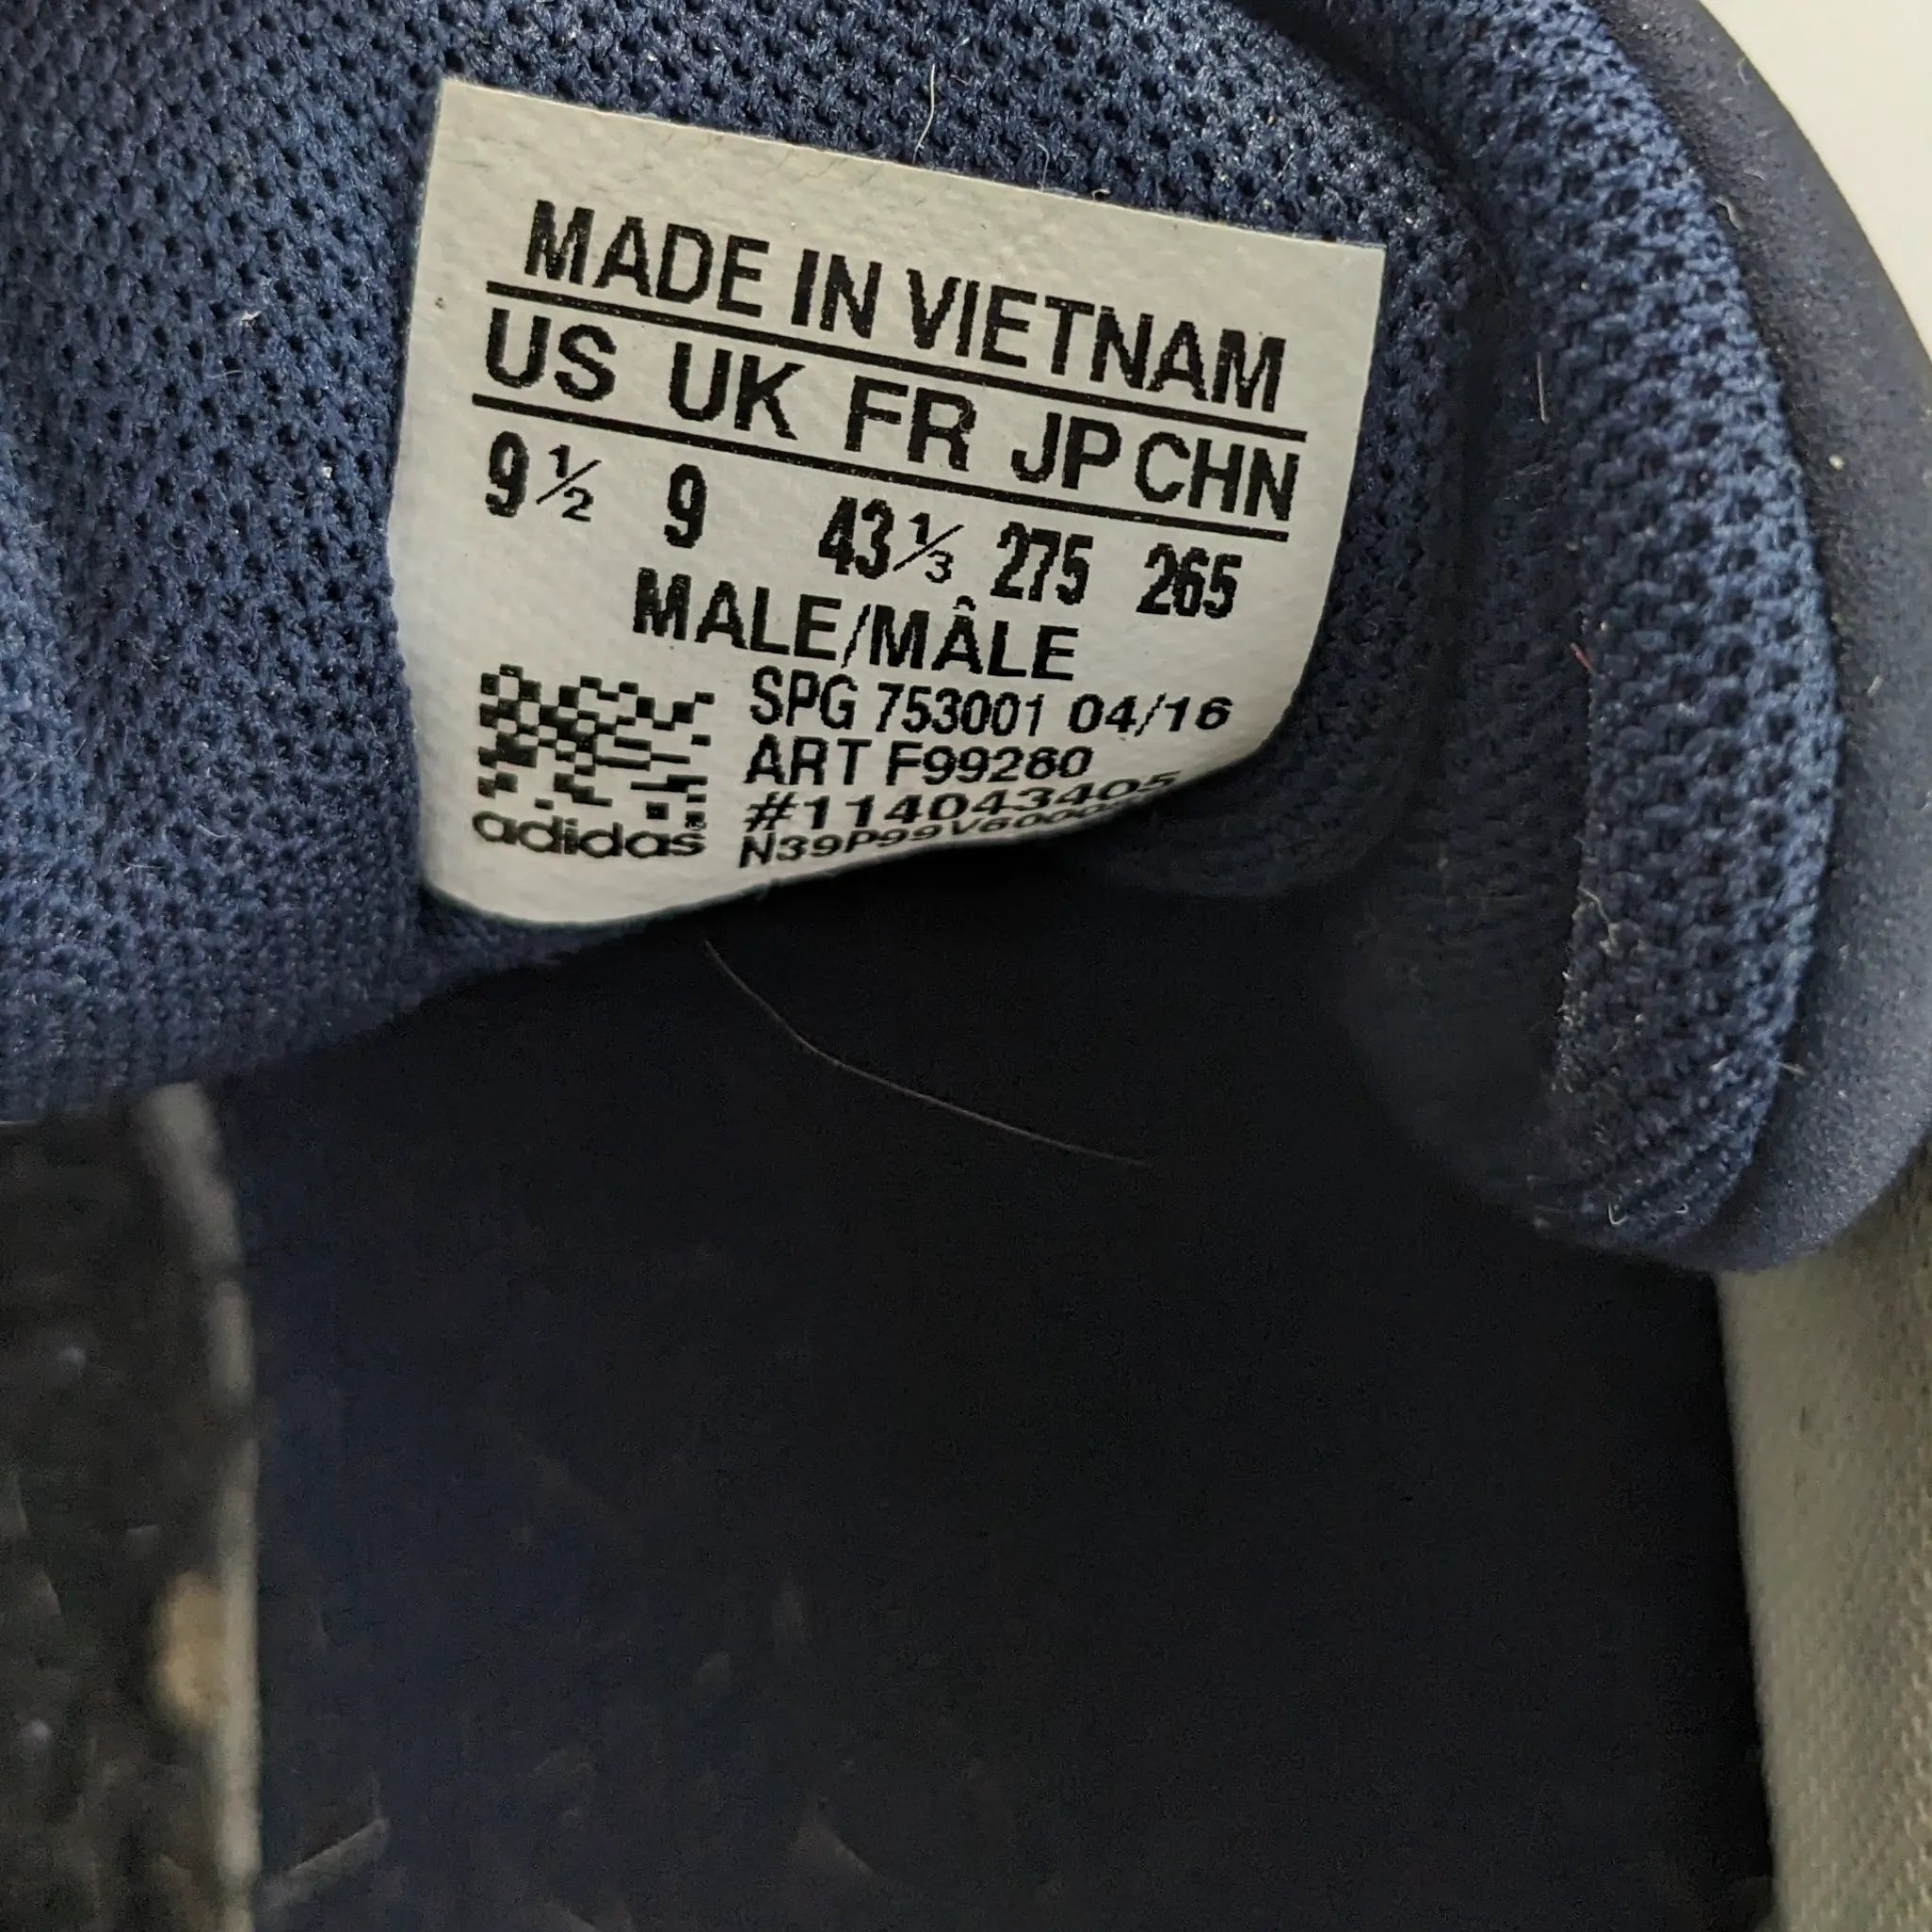 MADE IN VIETNAM
US UK FR JP CHN
9½ 9 43⅓ 275 265
MALE/MÂLE
SPG 753001 04/16
ART F99260
#114043405
adidas